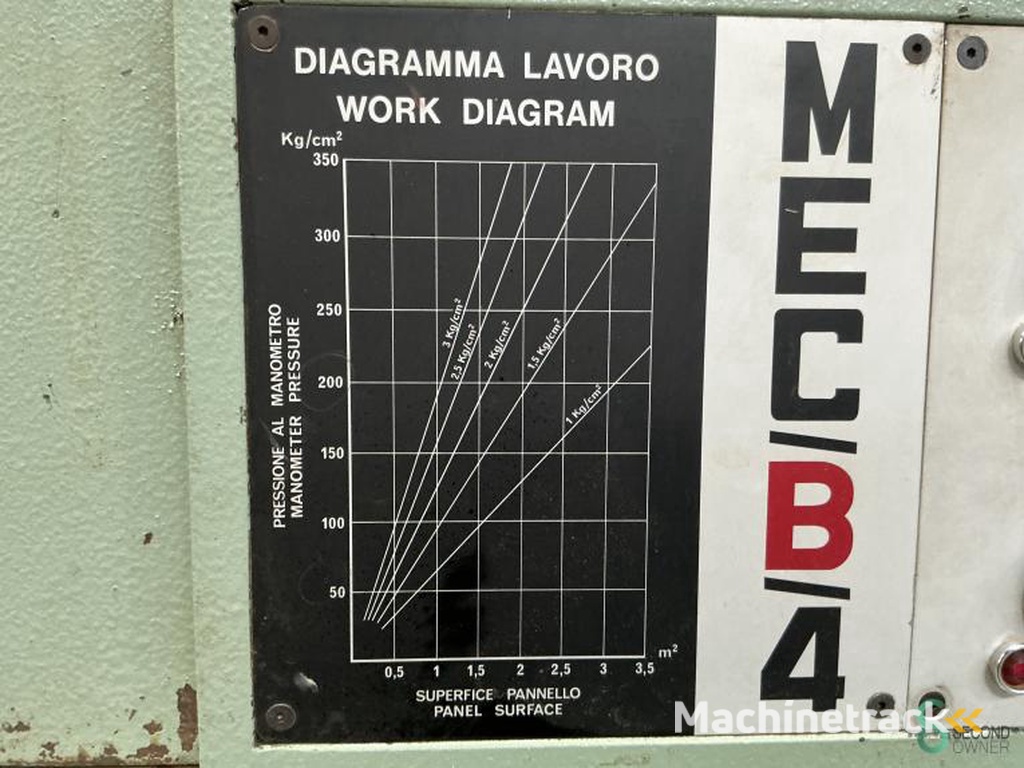 DIAGRAMMA LAVORO
WORK DIAGRAM
Kg/cm²
350
300
250
200
150
100
50
PRESSIONE AL MANOMETRO
MANOMETER PRESSURE
3 Kg/cm²
2,5 Kg/cm²
2 Kg/cm²
1,5 Kg/cm²
1 Kg/cm²
0,5 1 1,5 2 2,5 3 3,5 m²
SUPERFICE PANNELLO
PANEL SURFACE
MEC/B/4
Machinetrack
SECOND
OWNER